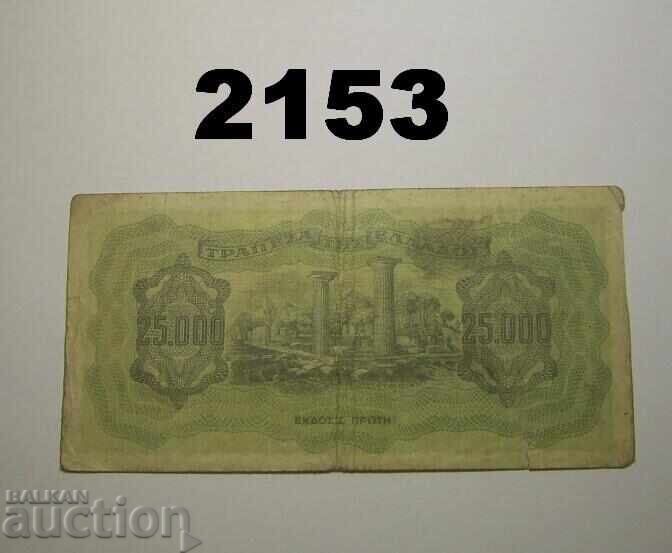 2153
ΤΡΑΠΕΖΑ ΤΗΣ ΕΛΛΑΔΟΣ
25.000 25.000
ΕΚΔΟΣΙΣ ΠΡΩΤΗ
BALKAN
auction